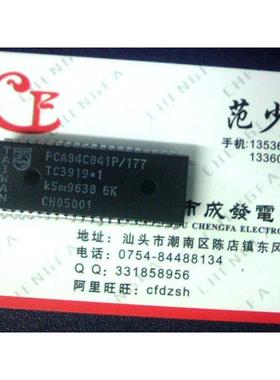 CE
CHENGFA
范少
手机:13536
13360
TAIWAN
PCA84C841P/177
TC3919*1
kSm9638 6K
CH05001
市成發電
U CHENGFA ELECTRO
地址:汕头市潮南区陈店镇东风
电话:0754-84488134
Q Q:331858956
阿里旺旺:cfdzsh